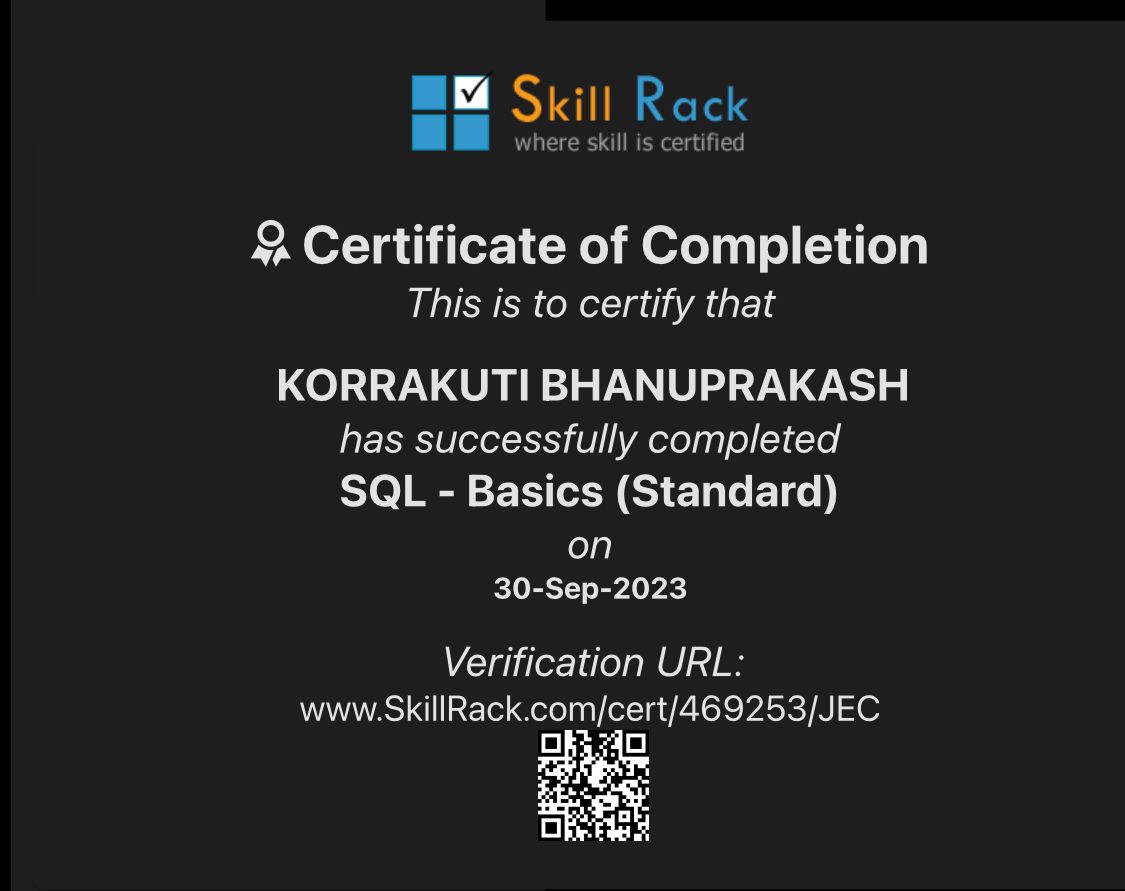 Skill Rack
where skill is certified
Certificate of Completion
This is to certify that
KORRAKUTI BHANUPRAKASH
has successfully completed
SQL - Basics (Standard)
on
30-Sep-2023
Verification URL:
www.SkillRack.com/cert/469253/JEC